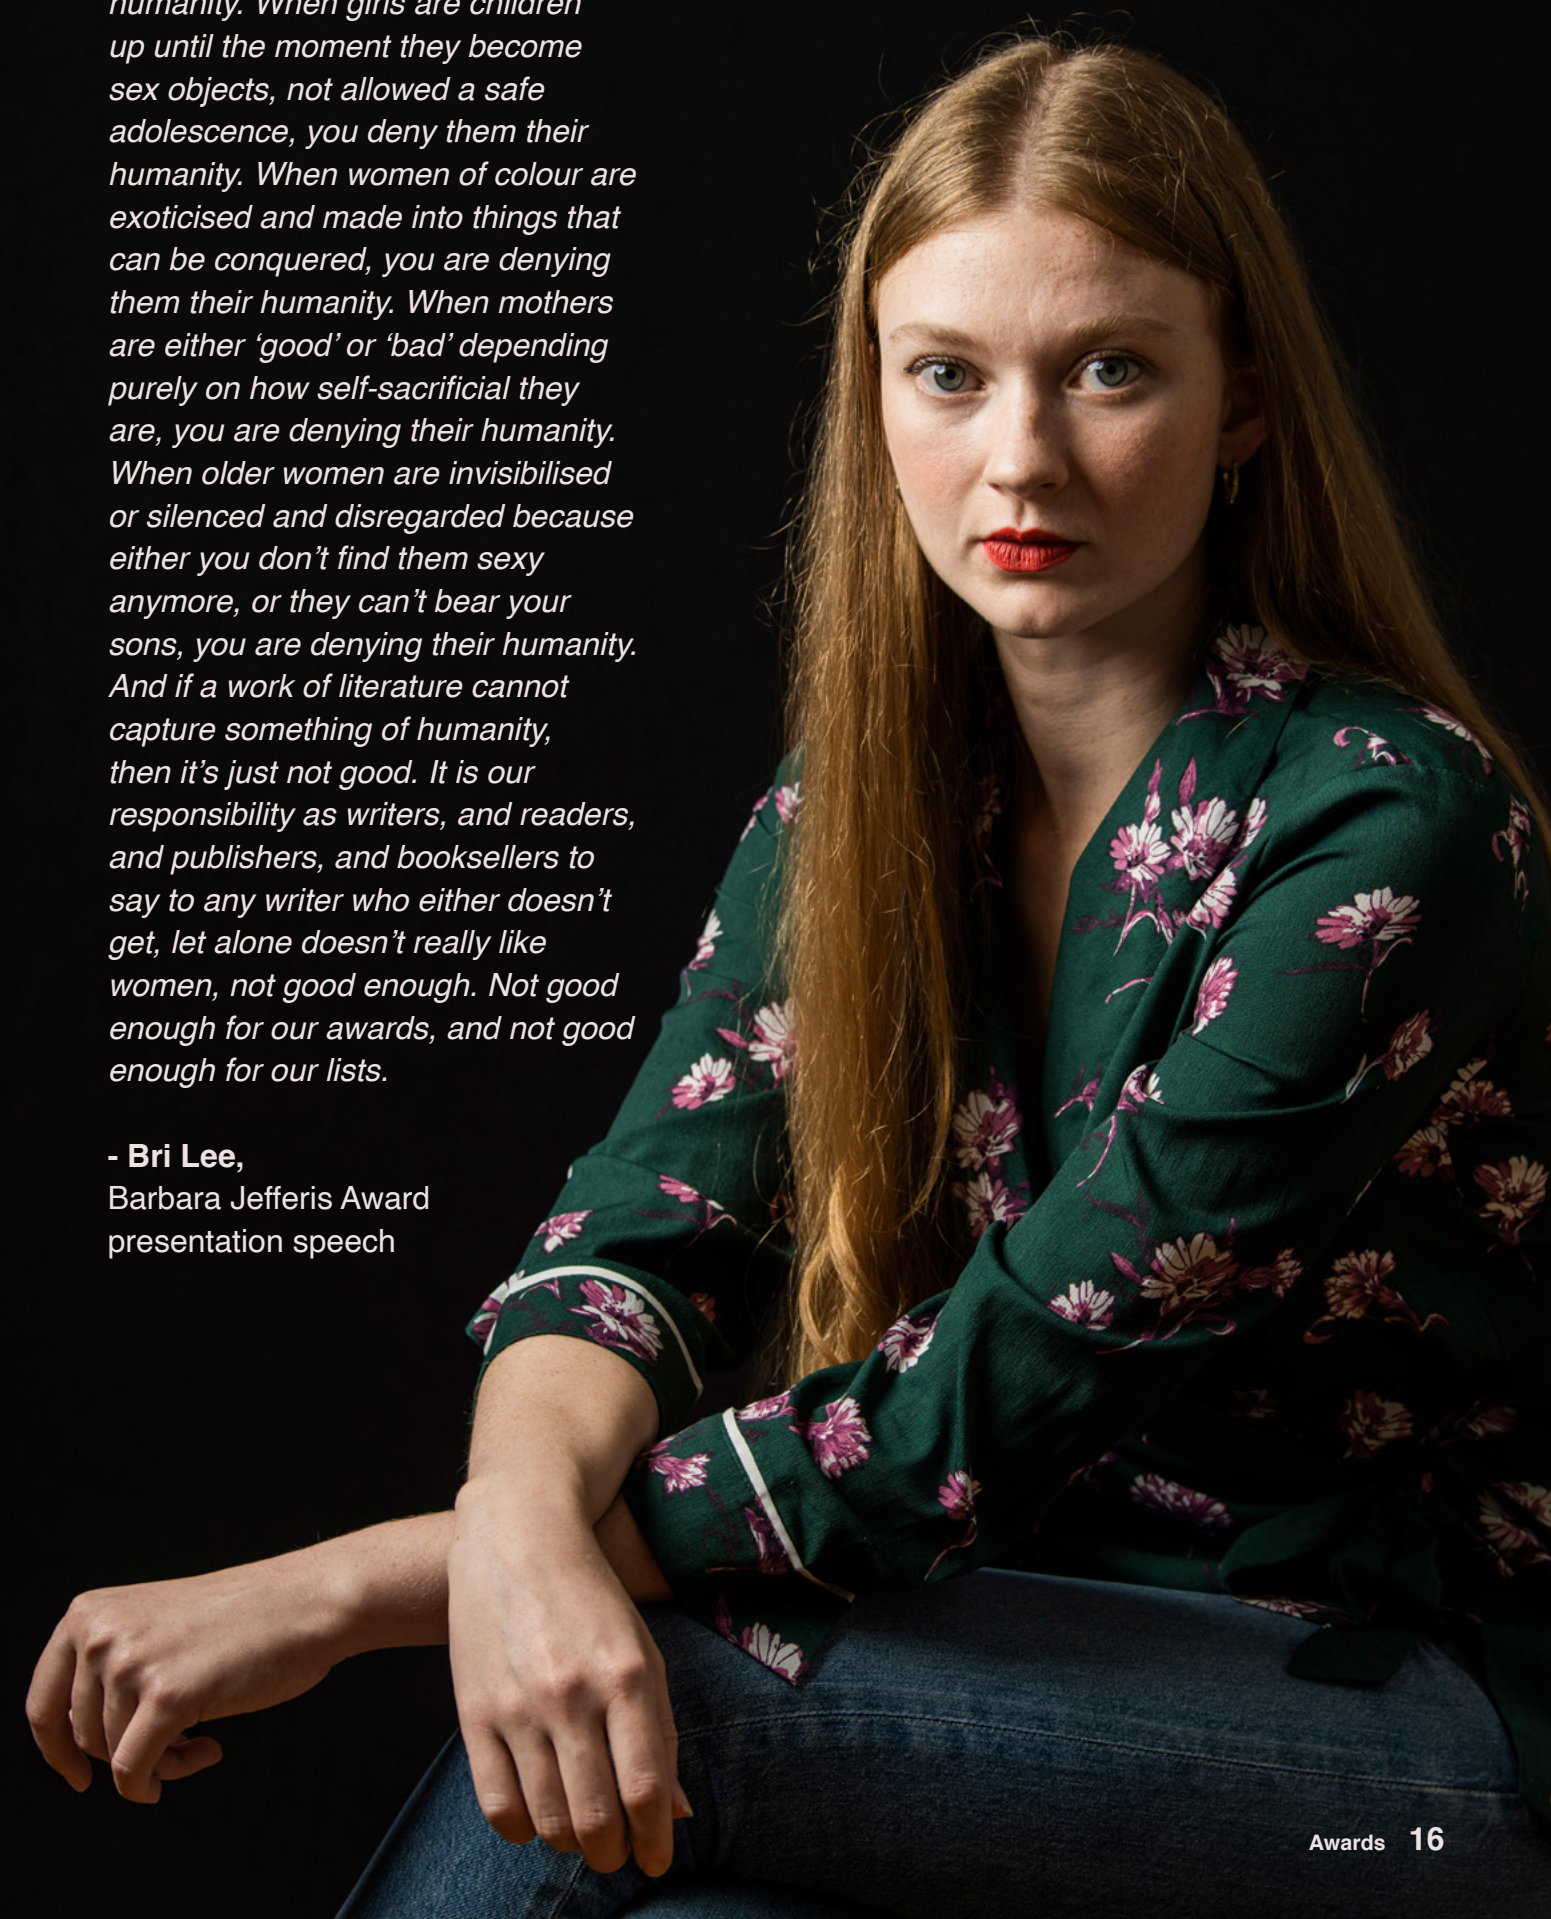 humanity. When girls are children
up until the moment they become
sex objects, not allowed a safe
adolescence, you deny them their
humanity. When women of colour are
exoticised and made into things that
can be conquered, you are denying
them their humanity. When mothers
are either ‘good’ or ‘bad’ depending
purely on how self-sacrificial they
are, you are denying their humanity.
When older women are invisibilised
or silenced and disregarded because
either you don’t find them sexy
anymore, or they can’t bear your
sons, you are denying their humanity.
And if a work of literature cannot
capture something of humanity,
then it’s just not good. It is our
responsibility as writers, and readers,
and publishers, and booksellers to
say to any writer who either doesn’t
get, let alone doesn’t really like
women, not good enough. Not good
enough for our awards, and not good
enough for our lists.
- Bri Lee,
Barbara Jefferis Award
presentation speech
Awards 16